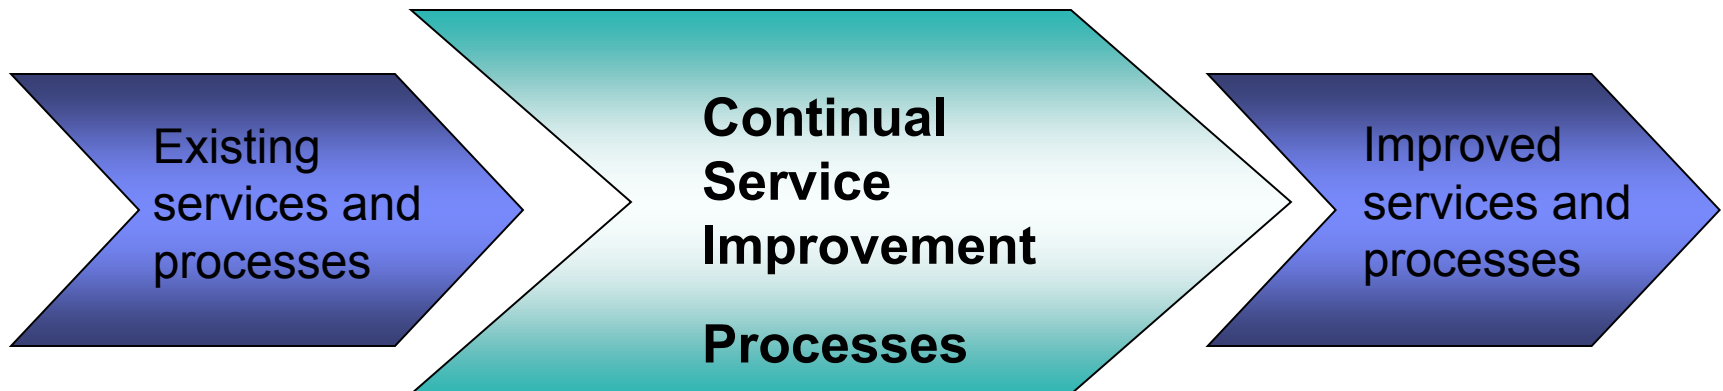 Existing
services and
processes
Continual
Service
Improvement
Processes
Improved
services and
processes